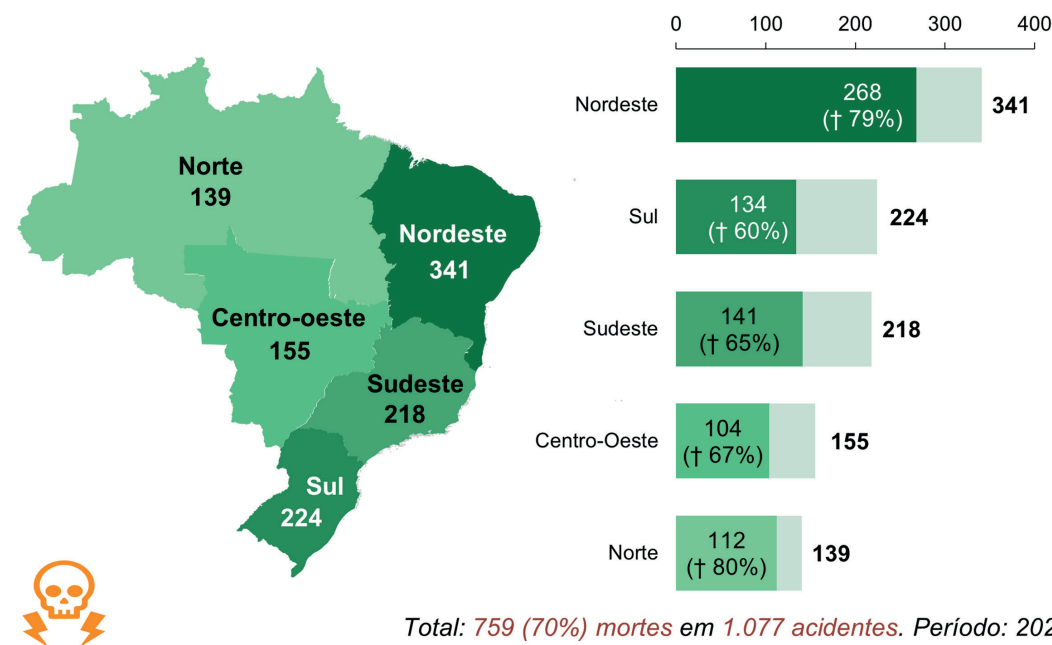 Norte
139
Nordeste
341
Centro-oeste
155
Sudeste
218
Sul
224
0 100 200 300 400
Nordeste
268
(† 79%)
341
Sul
134
(† 60%)
224
Sudeste
141
(† 65%)
218
Centro-Oeste
104
(† 67%)
155
Norte
112
(† 80%)
139
Total: 759 (70%) mortes em 1.077 acidentes. Período: 202